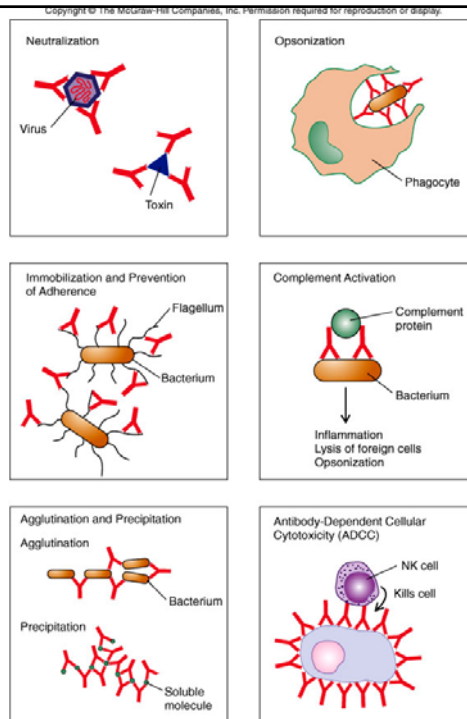 Copyright © The McGraw-Hill Companies, Inc. Permission required for reproduction or display.
Neutralization
Virus
Toxin
Opsonization
Phagocyte
Immobilization and Prevention
of Adherence
Flagellum
Bacterium
Complement Activation
Complement
protein
Bacterium
Inflammation
Lysis of foreign cells
Opsonization
Agglutination and Precipitation
Agglutination
Bacterium
Precipitation
Soluble
molecule
Antibody-Dependent Cellular
Cytotoxicity (ADCC)
NK cell
Kills cell